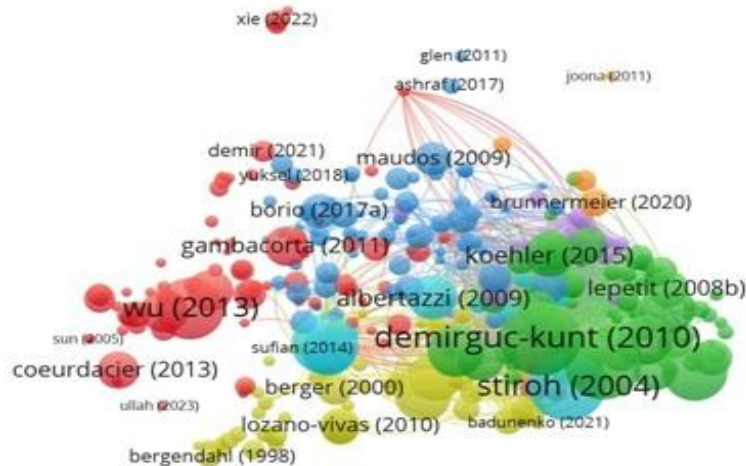 xie (2022)
glen (2011)
ashraf (2017)
joona (2011)
demir (2021)
maudos (2009)
yuksel (2018)
borio (2017a)
brunnermeier (2020)
gambacorta (2011)
koehler (2015)
lepetit (2008b)
albertazzi (2009)
wu (2013)
sun (2005)
demirguc-kunt (2010)
sufian (2014)
coeurdacier (2013)
berger (2000)
stiroh (2004)
ullah (2023)
lozano-vivas (2010)
badunenko (2021)
bergendahl (1998)